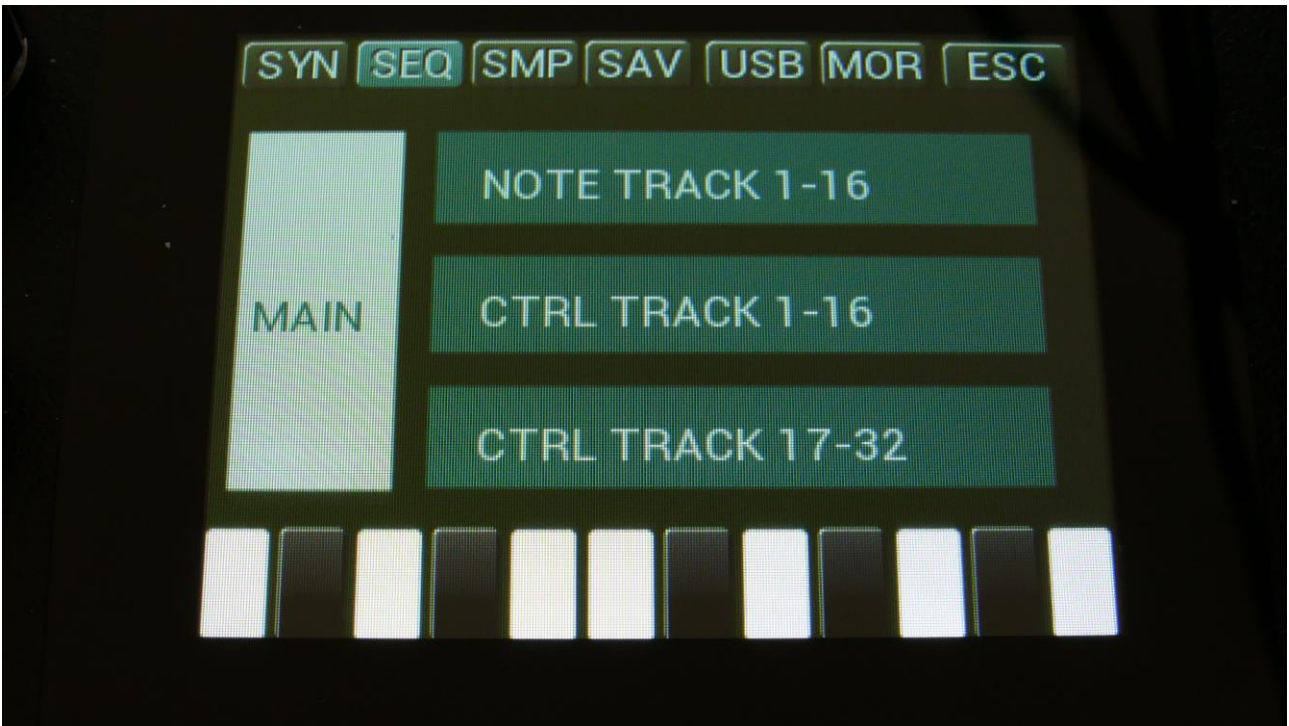 SYN SEQ SMP SAV USB MOR ESC
NOTE TRACK 1-16
MAIN CTRL TRACK 1-16
CTRL TRACK 17-32